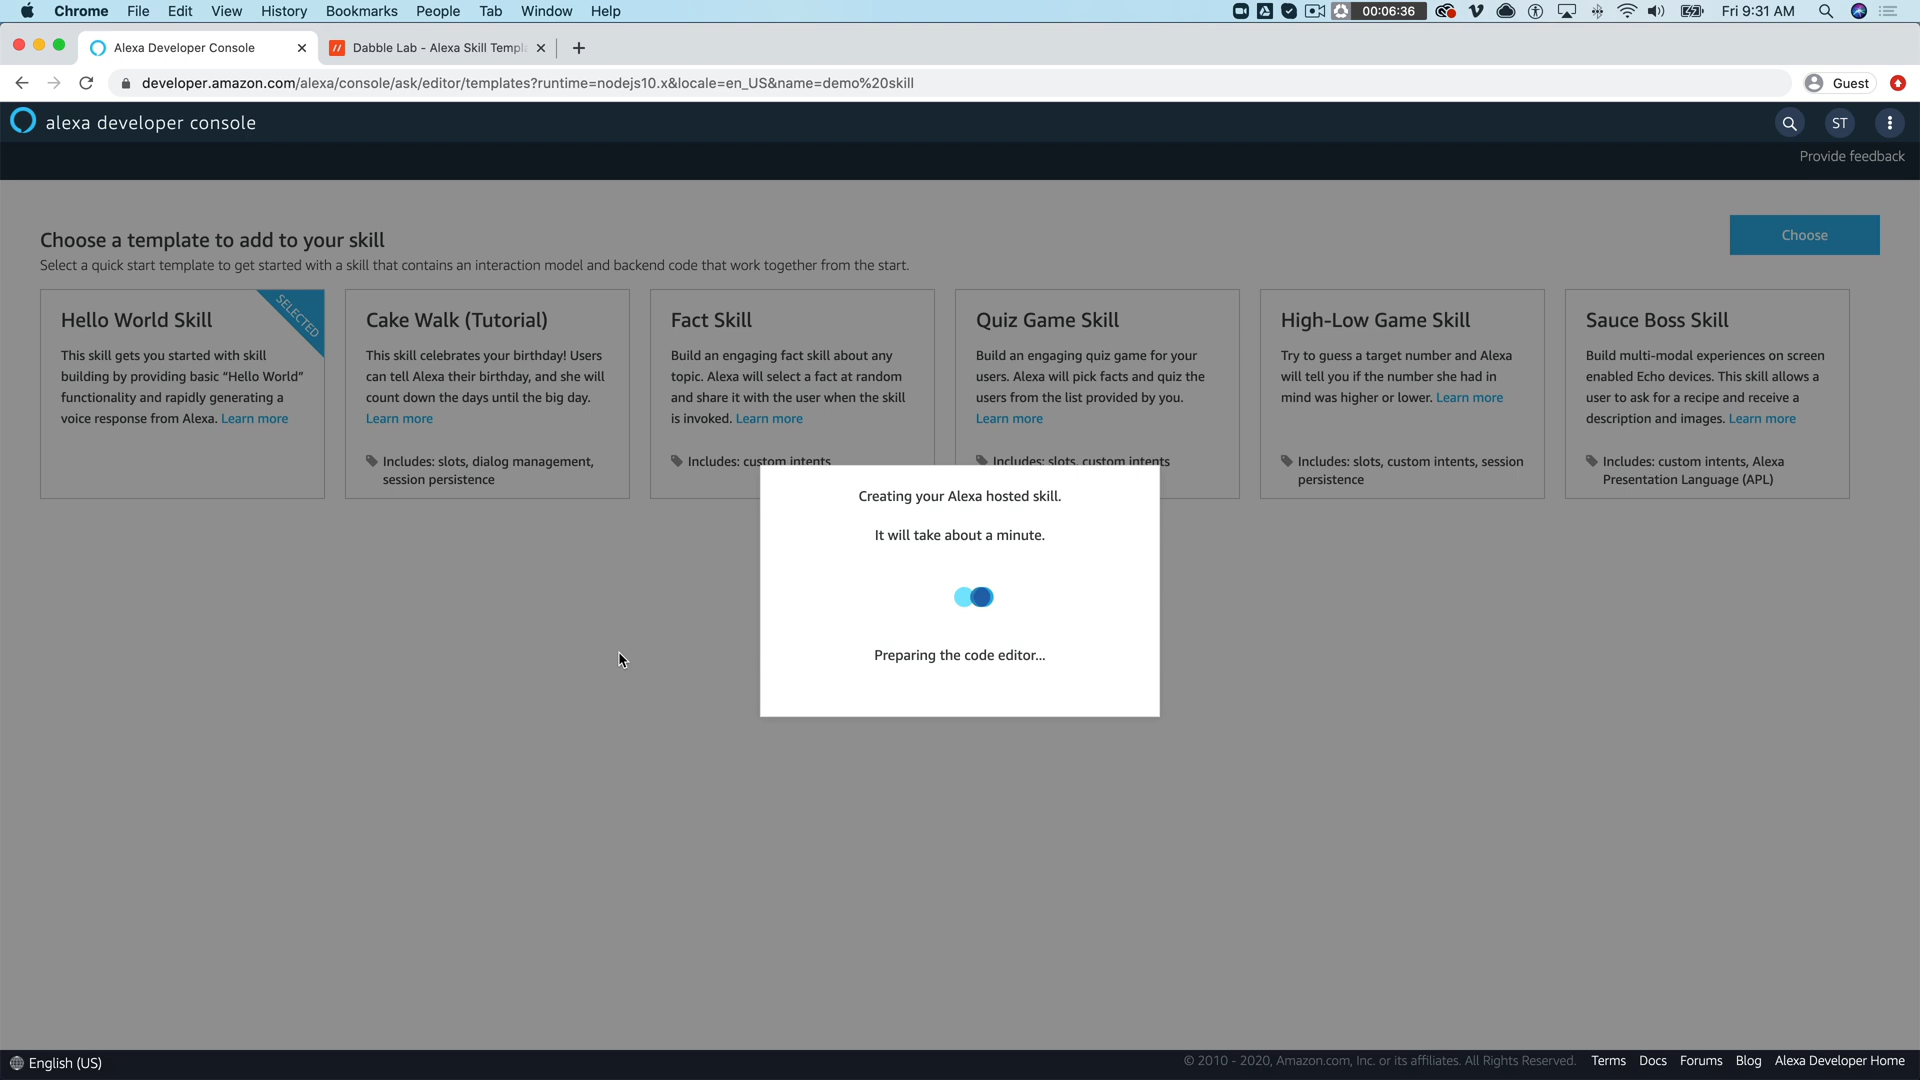 Chrome File Edit View History Bookmarks People Tab Window Help 00:06:36 Fri 9:31 AM
Alexa Developer Console Dabble Lab - Alexa Skill Templ
developer.amazon.com/alexa/console/ask/editor/templates?runtime=nodejs10.x&locale=en_US&name=demo%20skill Guest
alexa developer console ST
Provide feedback
Choose a template to add to your skill
Select a quick start template to get started with a skill that contains an interaction model and backend code that work together from the start.
Choose
Hello World Skill
SELECTED
This skill gets you started with skill
building by providing basic “Hello World”
functionality and rapidly generating a
voice response from Alexa. Learn more
Cake Walk (Tutorial)
This skill celebrates your birthday! Users
can tell Alexa their birthday, and she will
count down the days until the big day.
Learn more
Includes: slots, dialog management,
session persistence
Fact Skill
Build an engaging fact skill about any
topic. Alexa will select a fact at random
and share it with the user when the skill
is invoked. Learn more
Includes: custom intents
Quiz Game Skill
Build an engaging quiz game for your
users. Alexa will pick facts and quiz the
users from the list provided by you.
Learn more
Includes: slots, custom intents
High-Low Game Skill
Try to guess a target number and Alexa
will tell you if the number she had in
mind was higher or lower. Learn more
Includes: slots, custom intents, session
persistence
Sauce Boss Skill
Build multi-modal experiences on screen
enabled Echo devices. This skill allows a
user to ask for a recipe and receive a
description and images. Learn more
Includes: custom intents, Alexa
Presentation Language (APL)
Creating your Alexa hosted skill.
It will take about a minute.
Preparing the code editor...
English (US)
© 2010 - 2020, Amazon.com, Inc. or its affiliates. All Rights Reserved. Terms Docs Forums Blog Alexa Developer Home